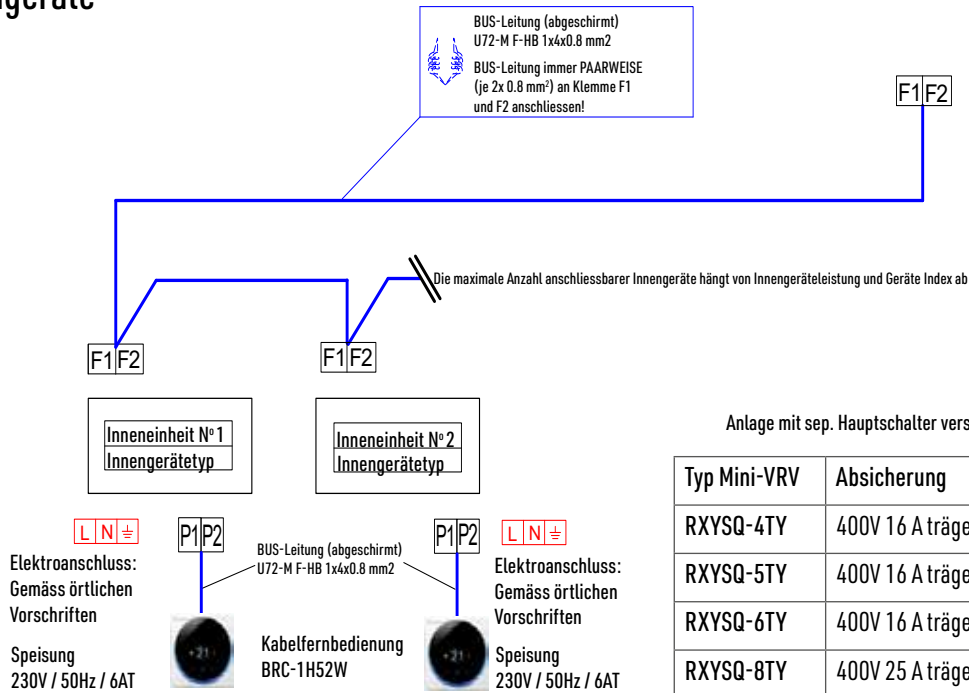 BUS-Leitung (abgeschirmt)
U72-M F-HB 1x4x0.8 mm2
BUS-Leitung immer PAARWEISE
(je 2x 0.8 mm²) an Klemme F1
und F2 anschliessen!
F1 F2
Die maximale Anzahl anschliessbarer Innengeräte hängt von Innengeräteleistung und Geräte Index ab
F1 F2
F1 F2
Inneneinheit Nº 1
Innengerätetyp
Inneneinheit Nº 2
Innengerätetyp
L N
P1 P2
BUS-Leitung (abgeschirmt)
U72-M F-HB 1x4x0.8 mm2
P1 P2
L N
Elektroanschluss:
Gemäss örtlichen
Vorschriften
Speisung
230V / 50Hz / 6AT
Kabelfernbedienung
BRC-1H52W
Elektroanschluss:
Gemäss örtlichen
Vorschriften
Speisung
230V / 50Hz / 6AT
Anlage mit sep. Hauptschalter vers
Typ Mini-VRV Absicherung
RXYSQ-4TY 400V 16 A träge
RXYSQ-5TY 400V 16 A träge
RXYSQ-6TY 400V 16 A träge
RXYSQ-8TY 400V 25 A träge